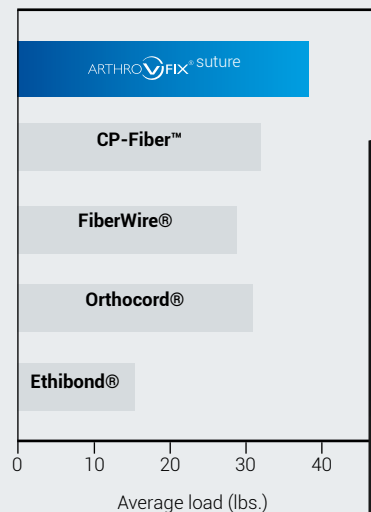 ARTHROVFIX® suture
CP-Fiber™
FiberWire®
Orthocord®
Ethibond®
0 10 20 30 40
Average load (lbs.)